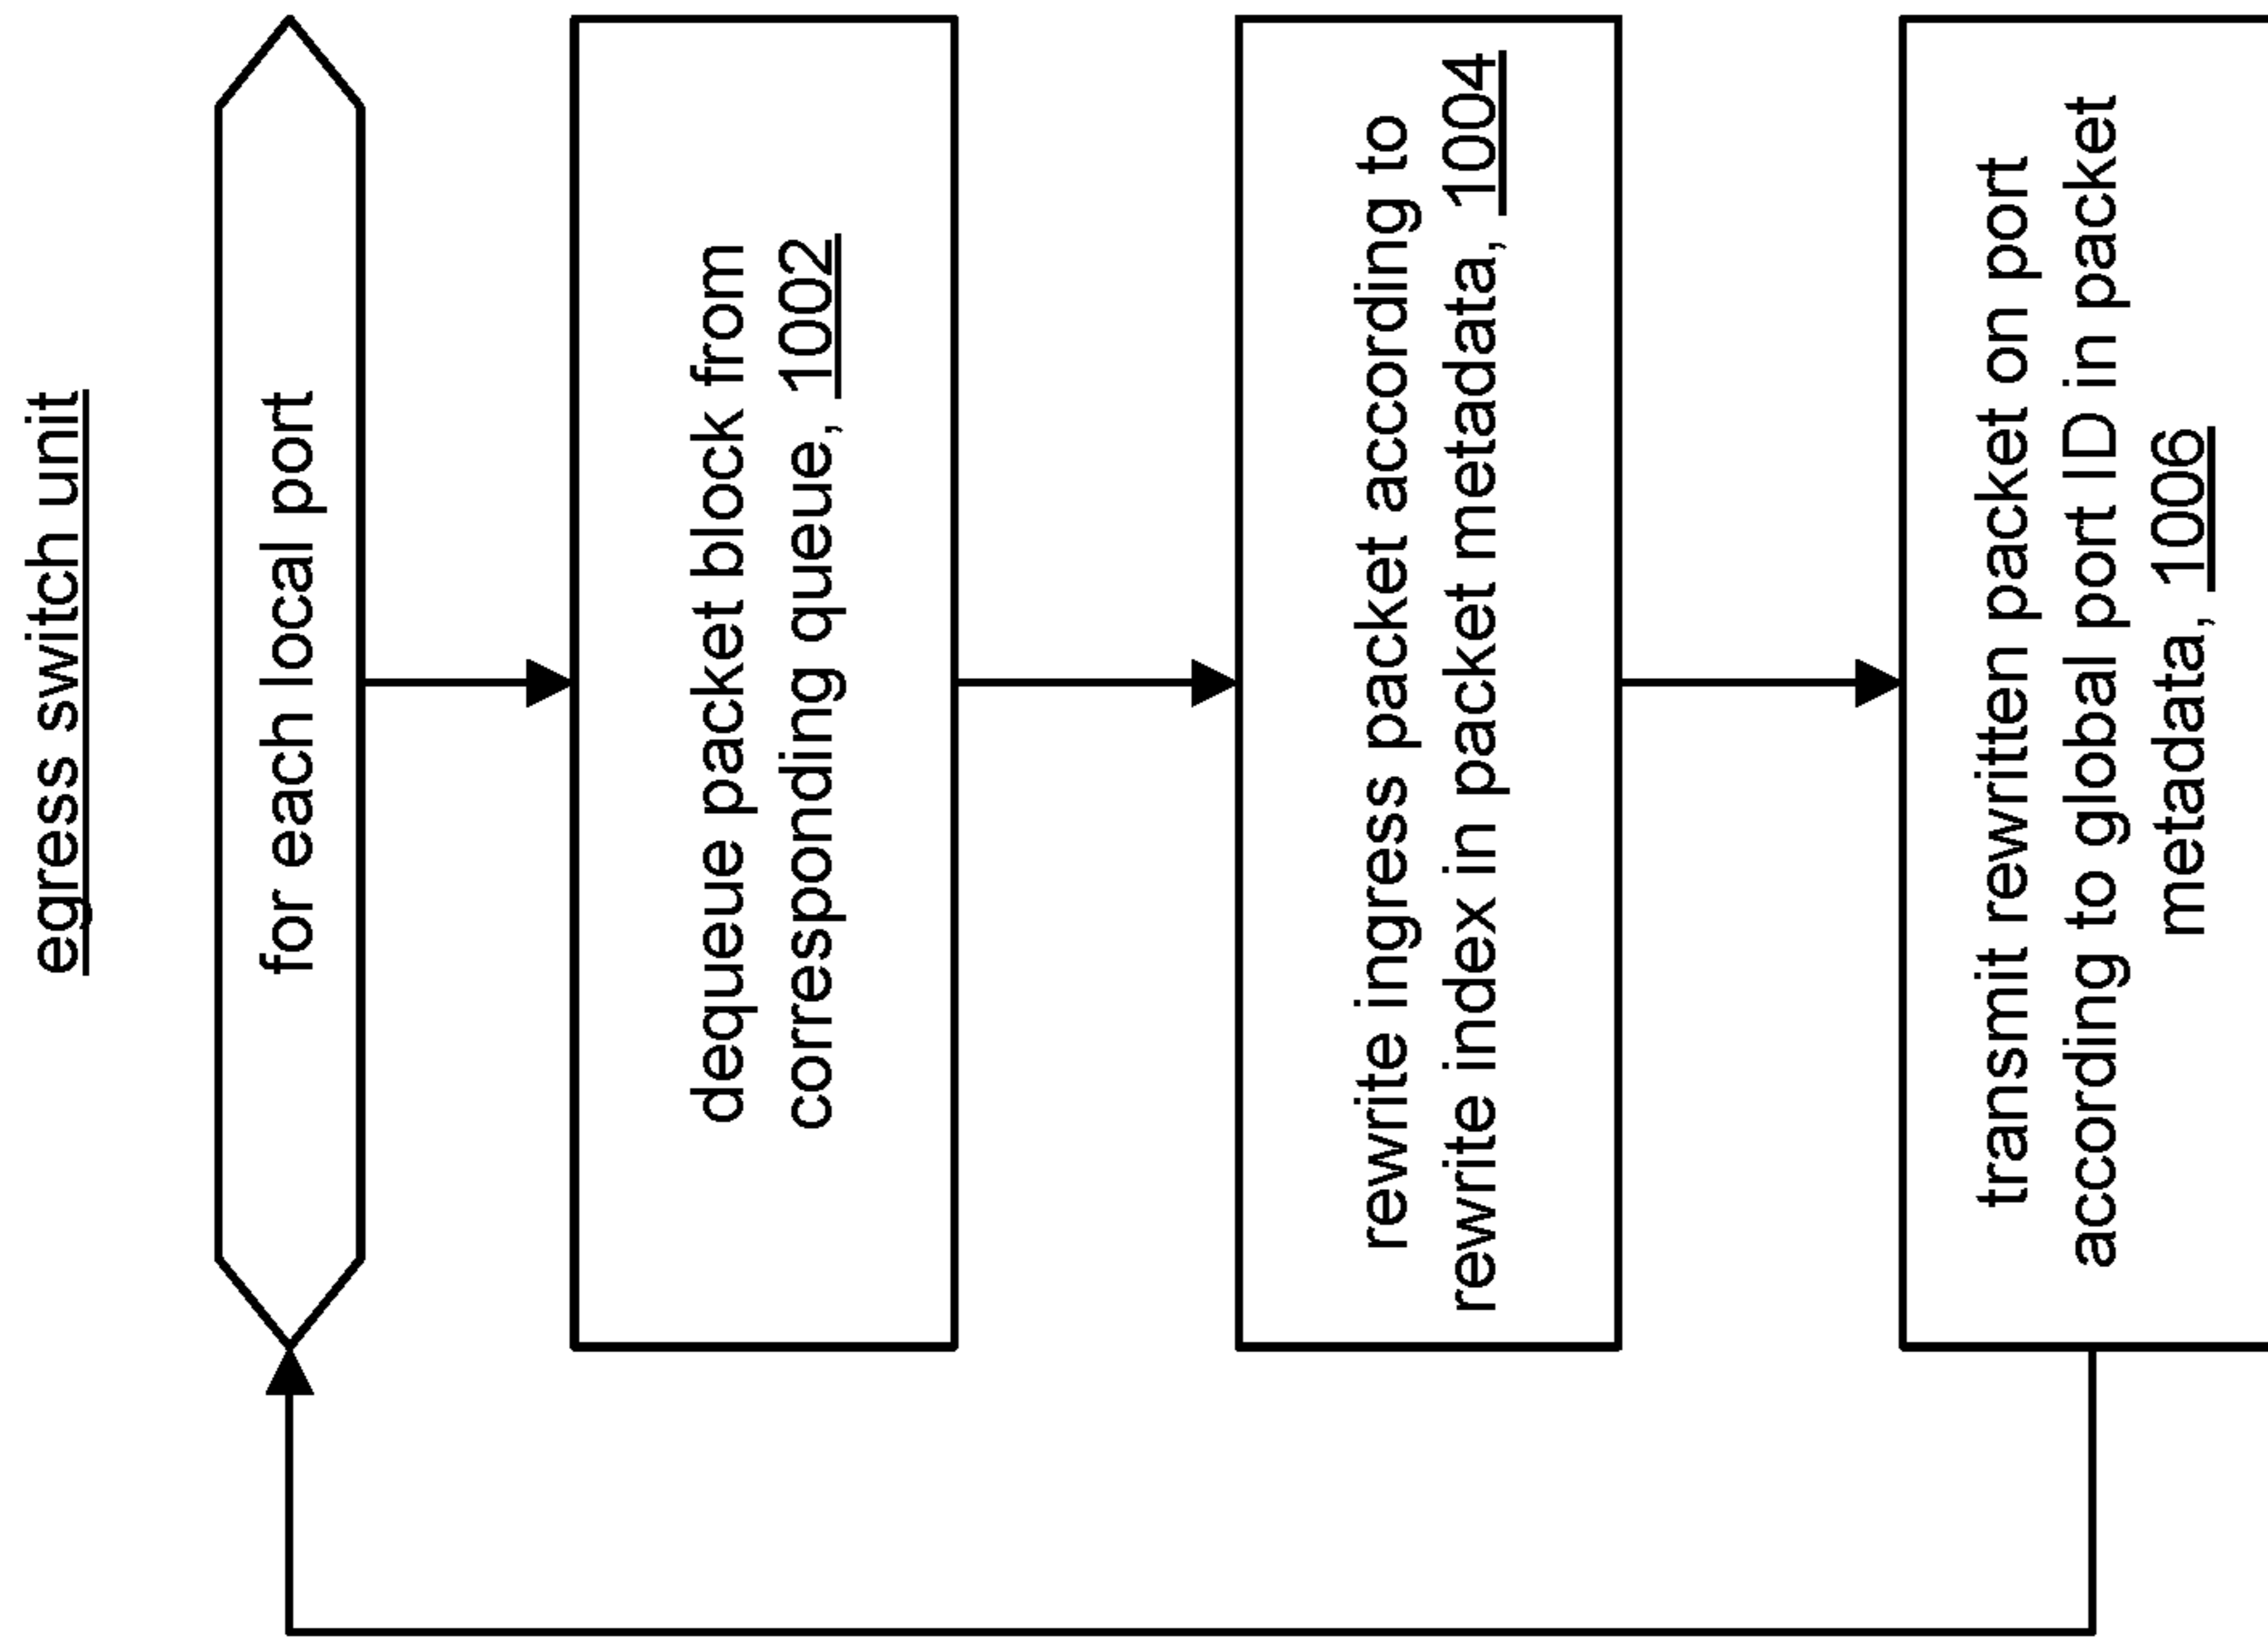 egress switch unit
for each local port
dequeue packet block from
corresponding queue, 1002
rewrite ingress packet according to
rewrite index in packet metadata, 1004
transmit rewritten packet on port
according to global port ID in packet
metadata, 1006